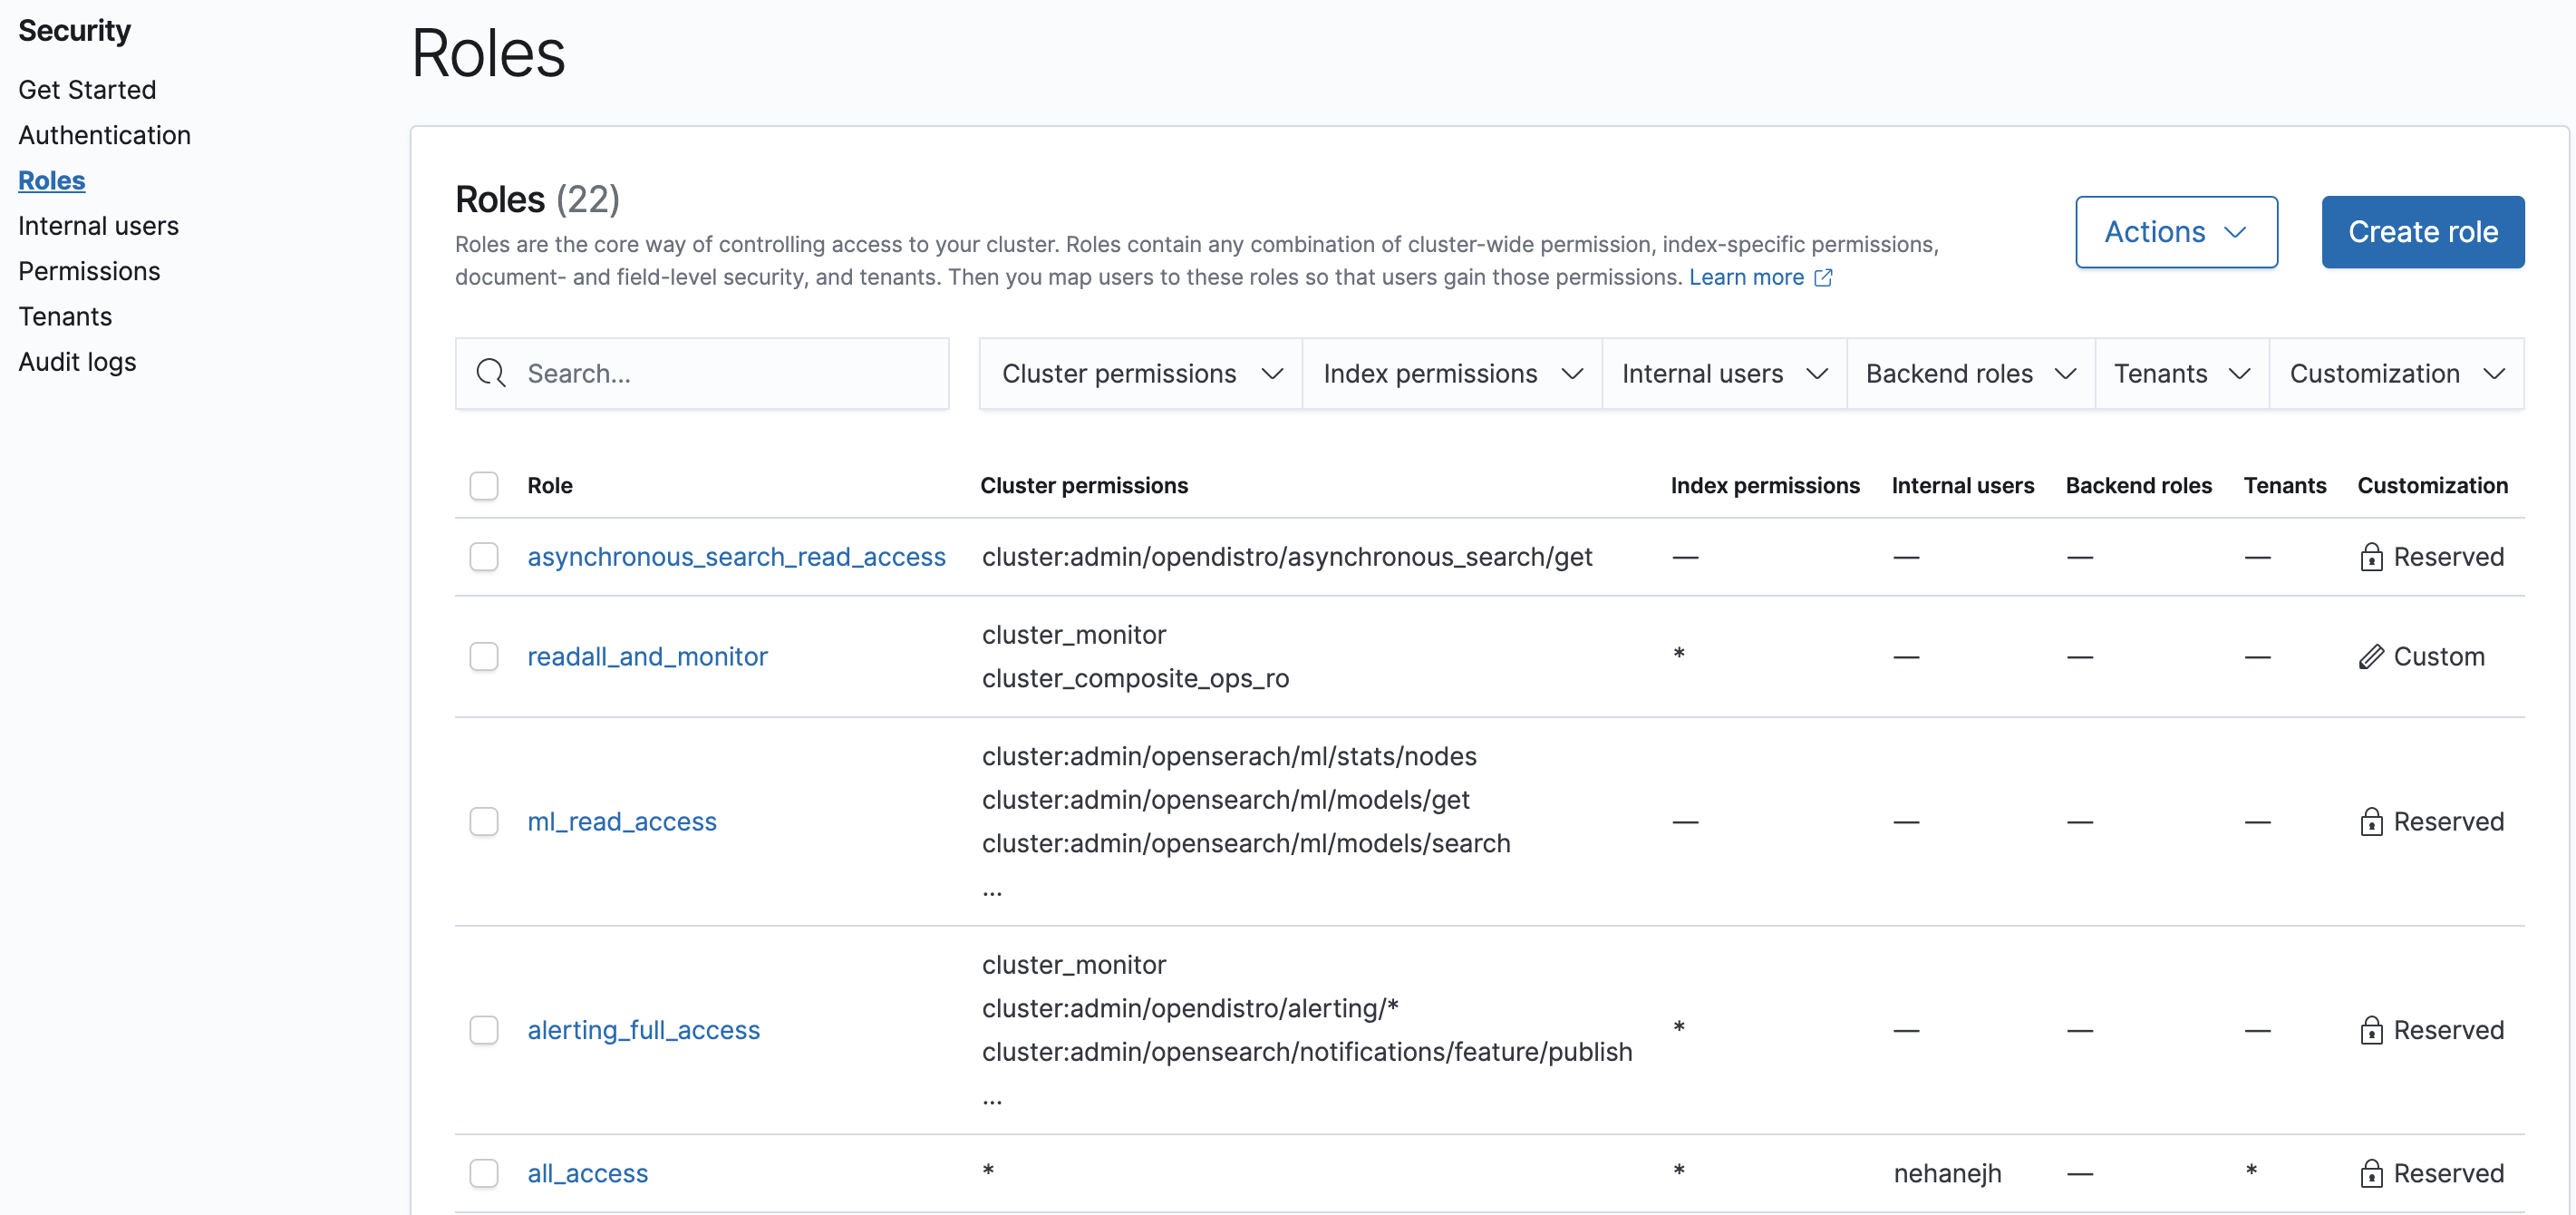 Security
Get Started
Authentication
Roles
Internal users
Permissions
Tenants
Audit logs
Roles
Roles (22)
Roles are the core way of controlling access to your cluster. Roles contain any combination of cluster-wide permission, index-specific permissions,
document- and field-level security, and tenants. Then you map users to these roles so that users gain those permissions. Learn more
Actions
Create role
Search...
Cluster permissions
Index permissions
Internal users
Backend roles
Tenants
Customization
Role Cluster permissions Index permissions Internal users Backend roles Tenants Customization
asynchronous_search_read_access cluster:admin/opendistro/asynchronous_search/get — — — — Reserved
readall_and_monitor
cluster_monitor
cluster_composite_ops_ro
* — — — Custom
ml_read_access
cluster:admin/openserach/ml/stats/nodes
cluster:admin/opensearch/ml/models/get
cluster:admin/opensearch/ml/models/search
...
— — — — Reserved
alerting_full_access
cluster_monitor
cluster:admin/opendistro/alerting/*
cluster:admin/opensearch/notifications/feature/publish
...
* — — — Reserved
all_access * * nehanejh — * Reserved